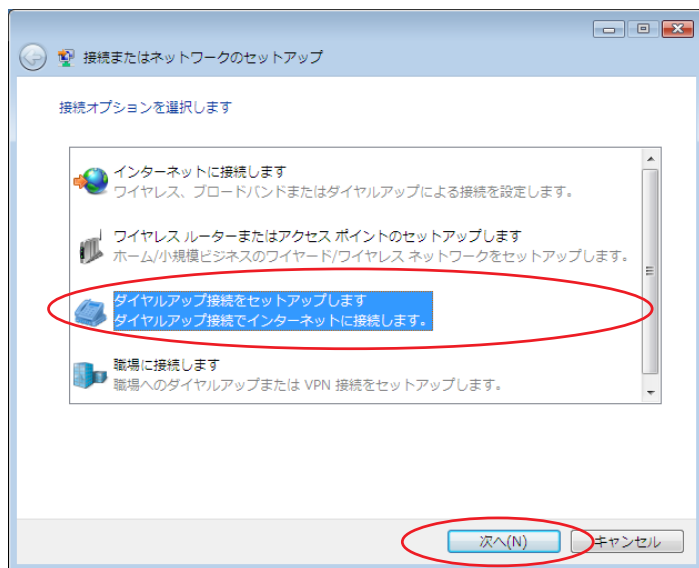 接続またはネットワークのセットアップ
接続オプションを選択します
インターネットに接続します
ワイヤレス、ブロードバンドまたはダイヤルアップによる接続を設定します。
ワイヤレス ルーターまたはアクセス ポイントのセットアップします
ホーム/小規模ビジネスのワイヤード/ワイヤレス ネットワークをセットアップします。
ダイヤルアップ接続をセットアップします
ダイヤルアップ接続でインターネットに接続します。
職場に接続します
職場へのダイヤルアップまたは VPN 接続をセットアップします。
次へ(N) キャンセル